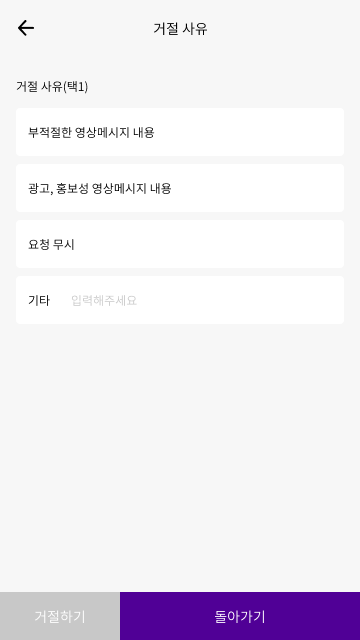 거절 사유
거절 사유(택1)
부적절한 영상메시지 내용
광고, 홍보성 영상메시지 내용
요청 무시
기타 입력해주세요
거절하기 돌아가기